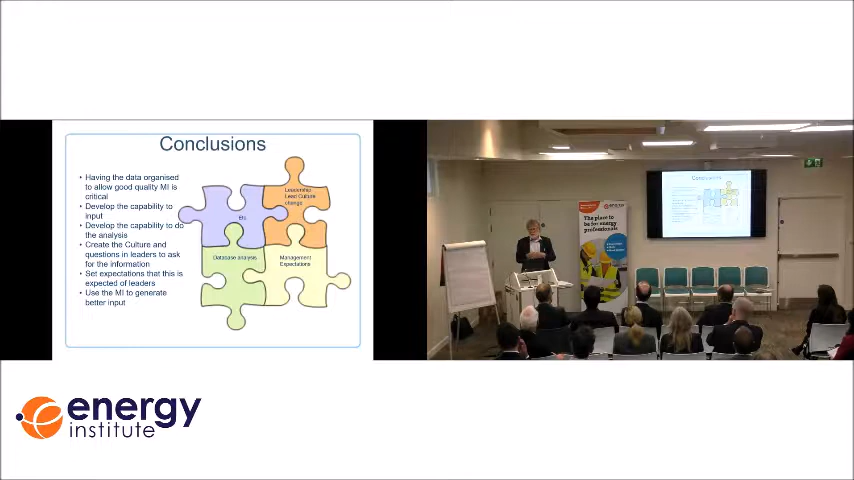 Conclusions
• Having the data organised
to allow good quality MI is
critical
• Develop the capability to
input
• Develop the capability to do
the analysis
• Create the Culture and
questions in leaders to ask
for the information
• Set expectations that this is
expected of leaders
• Use the MI to generate
better input
Etc
Leadership
Lead Culture
change
Database analysis
Management
Expectations
Conclusions
energy
The place to
be for energy
professionals
energy
institute